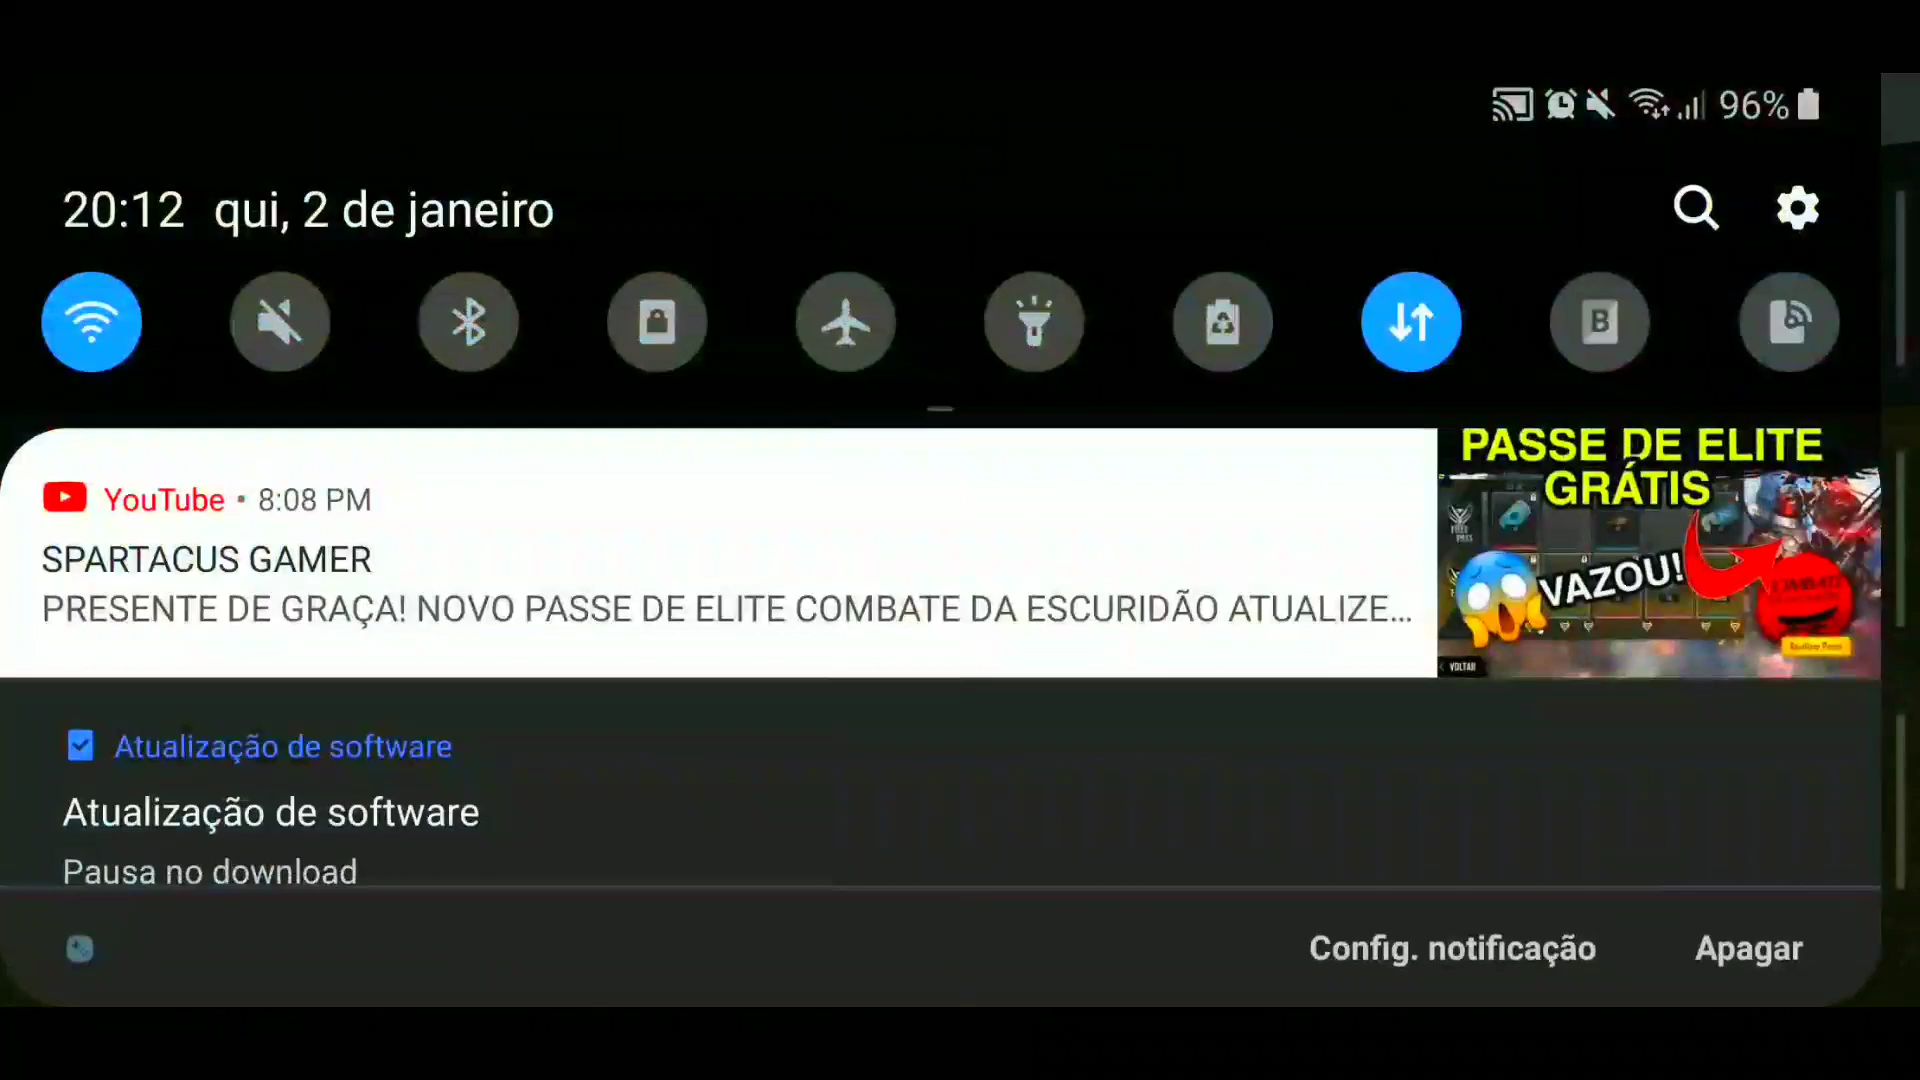 96%
20:12 qui, 2 de janeiro
B
YouTube • 8:08 PM
SPARTACUS GAMER
PRESENTE DE GRAÇA! NOVO PASSE DE ELITE COMBATE DA ESCURIDÃO ATUALIZE...
PASSE DE ELITE
GRÁTIS
VAZOU!
VOLTAR
Atualização de software
Atualização de software
Pausa no download
Config. notificação Apagar